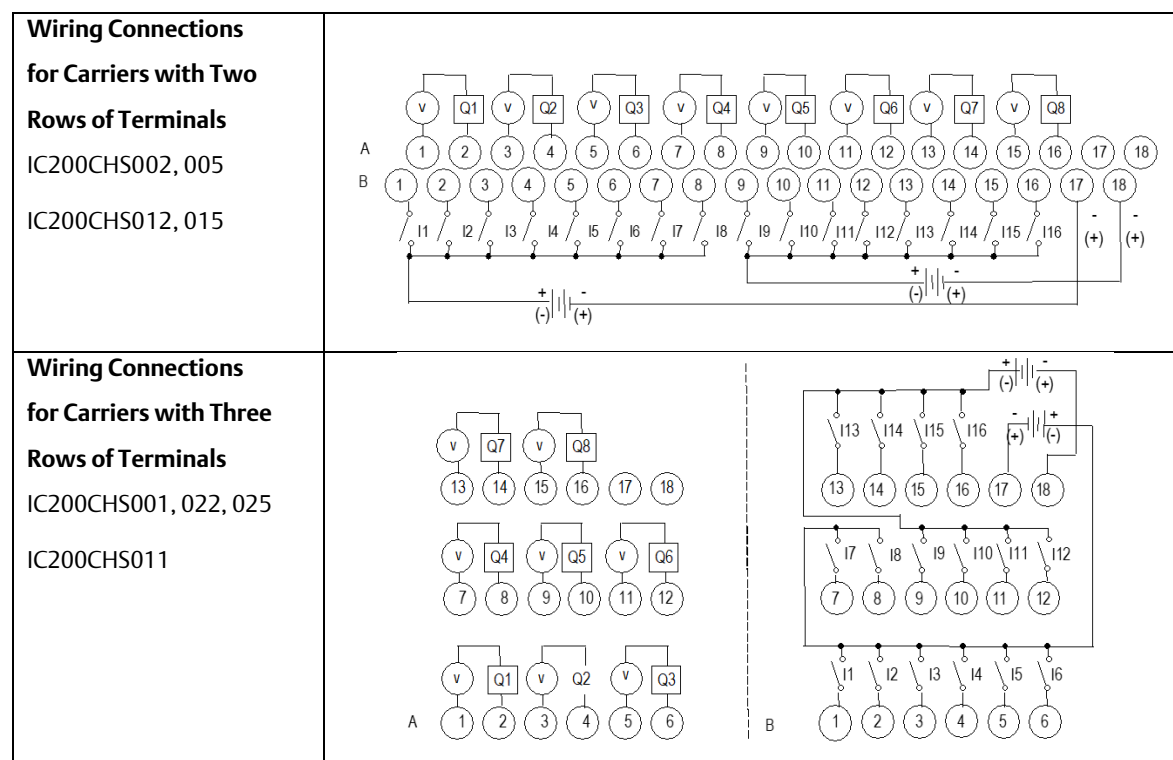 Wiring Connections
for Carriers with Two
Rows of Terminals
IC200CHS002, 005
IC200CHS012, 015
v Q1 v Q2 v Q3 v Q4 v Q5 v Q6 v Q7 v Q8
A 1 2 3 4 5 6 7 8 9 10 11 12 13 14 15 16 17 18
B 1 2 3 4 5 6 7 8 9 10 11 12 13 14 15 16 17 18
I1 I2 I3 I4 I5 I6 I7 I8 I9 I10 I11 I12 I13 I14 I15 I16
- -
(+) (+)
+ -
(-) (+)
+ -
(-) (+)
Wiring Connections
for Carriers with Three
Rows of Terminals
IC200CHS001, 022, 025
IC200CHS011
v Q7 v Q8
13 14 15 16 17 18
v Q4 v Q5 v Q6
7 8 9 10 11 12
v Q1 v Q2 v Q3
A 1 2 3 4 5 6
+ -
(-) (+)
- +
(+) (-)
I13 I14 I15 I16
13 14 15 16 17 18
I7 I8 I9 I10 I11 I12
7 8 9 10 11 12
I1 I2 I3 I4 I5 I6
B 1 2 3 4 5 6